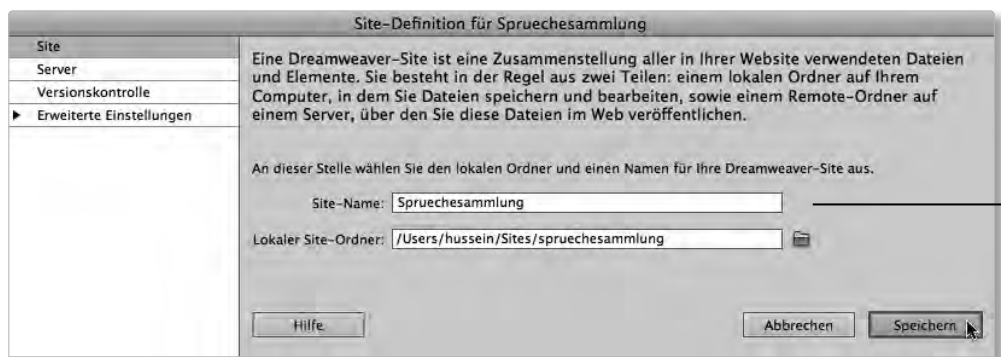 Site-Definition für Spruechesammlung
Site
Server
Versionskontrolle
Erweiterte Einstellungen
Eine Dreamweaver-Site ist eine Zusammenstellung aller in Ihrer Website verwendeten Dateien
und Elemente. Sie besteht in der Regel aus zwei Teilen: einem lokalen Ordner auf Ihrem
Computer, in dem Sie Dateien speichern und bearbeiten, sowie einem Remote-Ordner auf
einem Server, über den Sie diese Dateien im Web veröffentlichen.
An dieser Stelle wählen Sie den lokalen Ordner und einen Namen für Ihre Dreamweaver-Site aus.
Site-Name: Spruechesammlung
Lokaler Site-Ordner: /Users/hussein/Sites/spruechesammlung
Hilfe
Abbrechen
Speichern